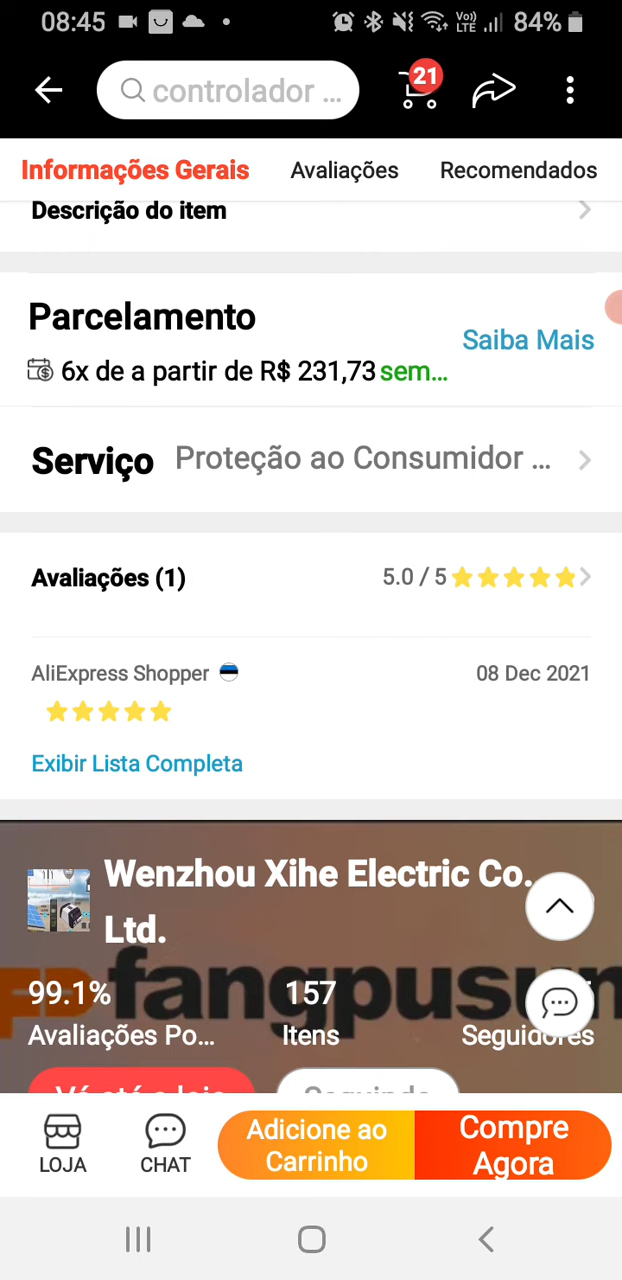 08:45
Vo))
LTE
84%
controlador ...
21
Informações Gerais
Avaliações
Recomendados
Descrição do item
Parcelamento
Saiba Mais
6x de a partir de R$ 231,73 sem...
Serviço
Proteção ao Consumidor ...
Avaliações (1)
5.0 / 5
AliExpress Shopper
08 Dec 2021
Exibir Lista Completa
Wenzhou Xihe Electric Co.,
Ltd.
fangpusun
99.1%
157
Avaliações Po...
Itens
Seguidores
Vá até a loja
Seguindo
LOJA
CHAT
Adicione ao
Carrinho
Compre
Agora